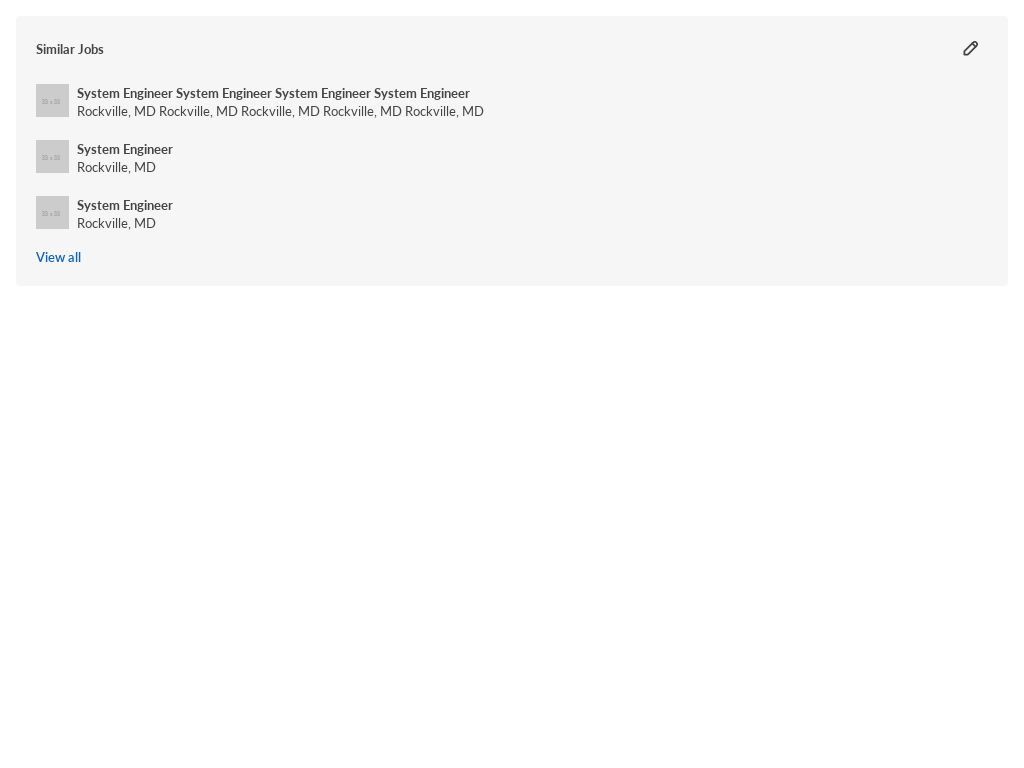 Similar Jobs
System Engineer System Engineer System Engineer System Engineer
Rockville, MD Rockville, MD Rockville, MD Rockville, MD Rockville, MD
System Engineer
Rockville, MD
System Engineer
Rockville, MD
View all